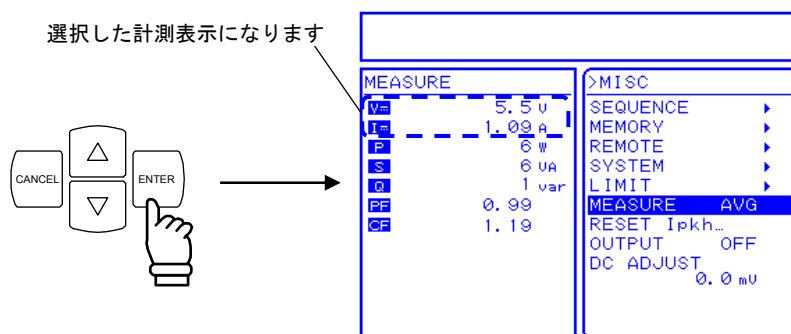 選択した計測表示になります
MEASURE
V= 5.5 V
I= 1.09 A
P 6 W
S 6 VA
Q 1 var
PF 0.99
CF 1.19
>MISC
SEQUENCE
MEMORY
REMOTE
SYSTEM
LIMIT
MEASURE AVG
RESET Ipkh…
OUTPUT OFF
DC ADJUST
0.0 mV
CANCEL
ENTER